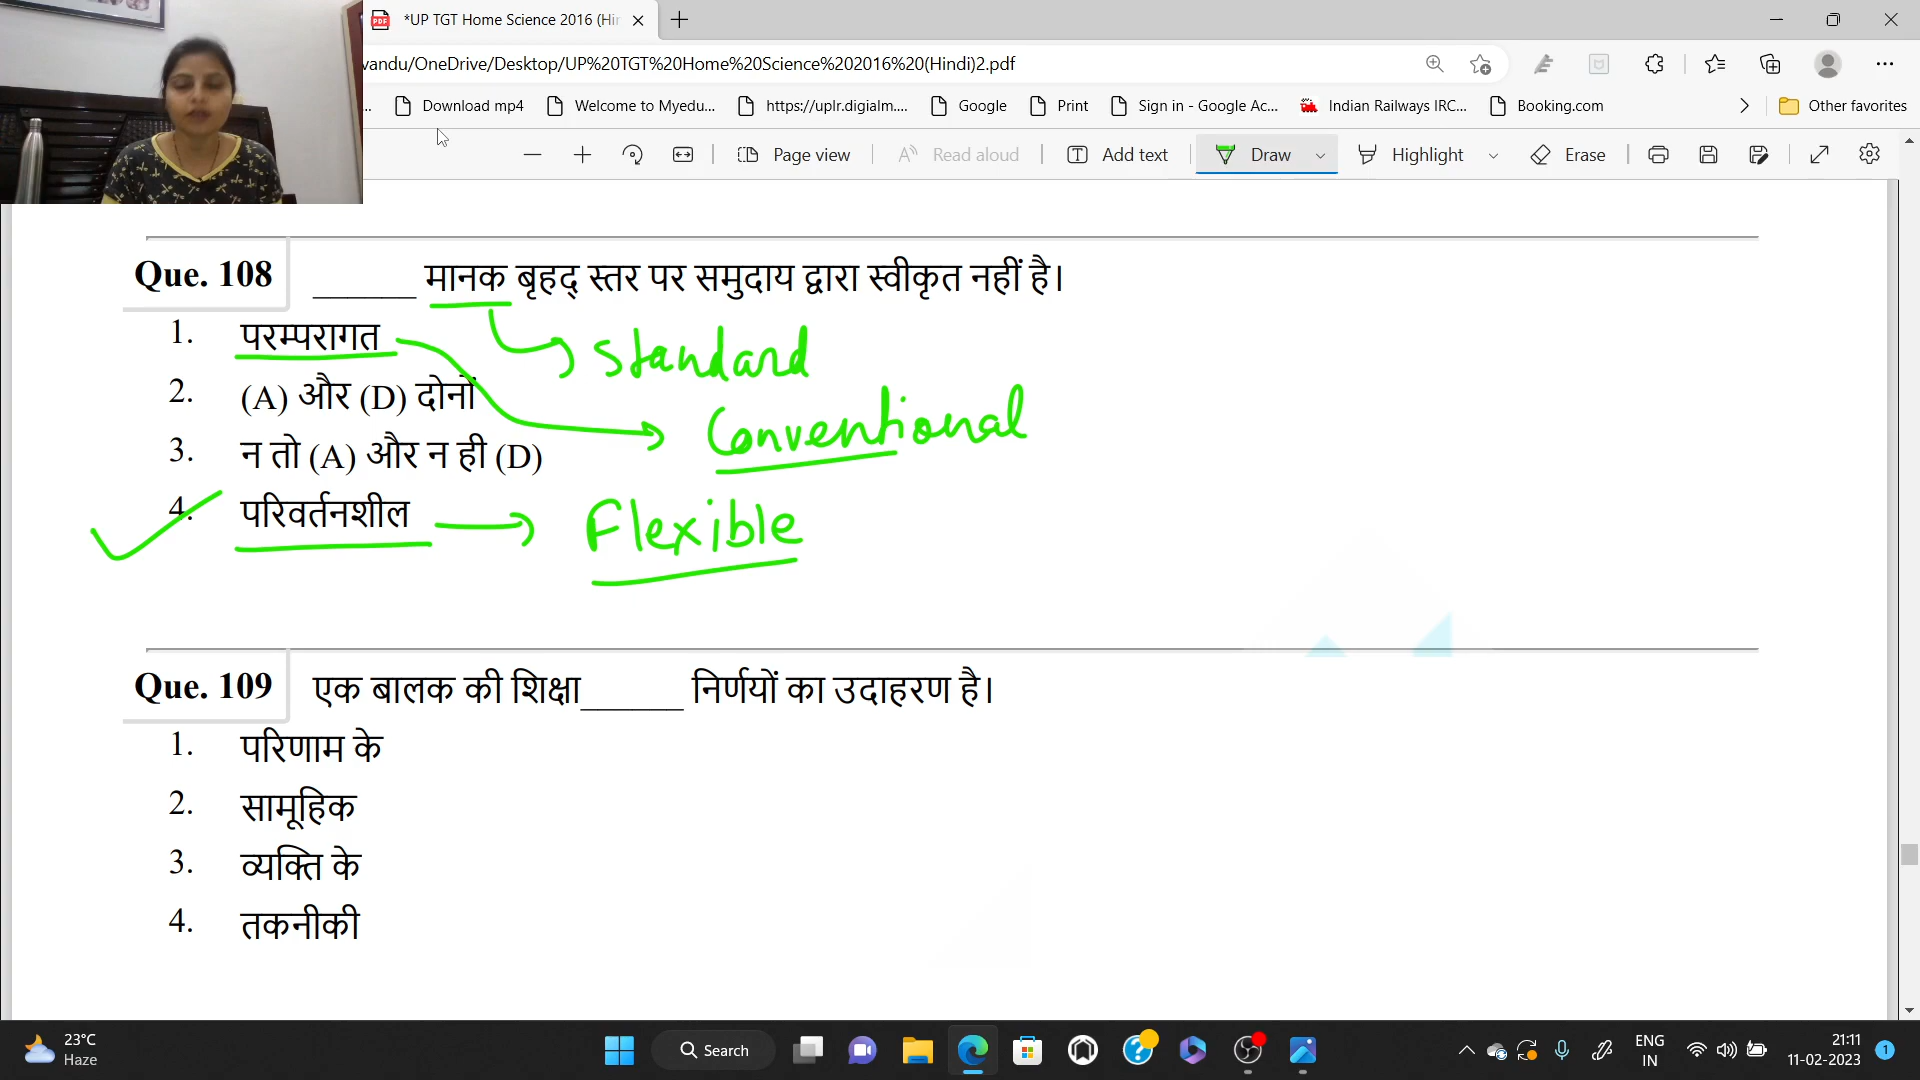 *UP TGT Home Science 2016 (Hi
vandu/OneDrive/Desktop/UP%20TGT%20Home%20Science%202016%20(Hindi)2.pdf
... Download mp4 Welcome to Myedu... https://uplr.digialm.... Google Print Sign in - Google Ac... Indian Railways IRC... Booking.com Other favorites
Page view Read aloud Add text Draw Highlight Erase
Que. 108 ______ मानक बृहद् स्तर पर समुदाय द्वारा स्वीकृत नहीं है।
1. परम्परागत
Standard
2. (A) और (D) दोनों
Conventional
3. न तो (A) और न ही (D)
4. परिवर्तनशील
Flexible
Que. 109 एक बालक की शिक्षा______ निर्णयों का उदाहरण है।
1. परिणाम के
2. सामूहिक
3. व्यक्ति के
4. तकनीकी
23°C
Haze
Search
ENG
IN
21:11
11-02-2023
1